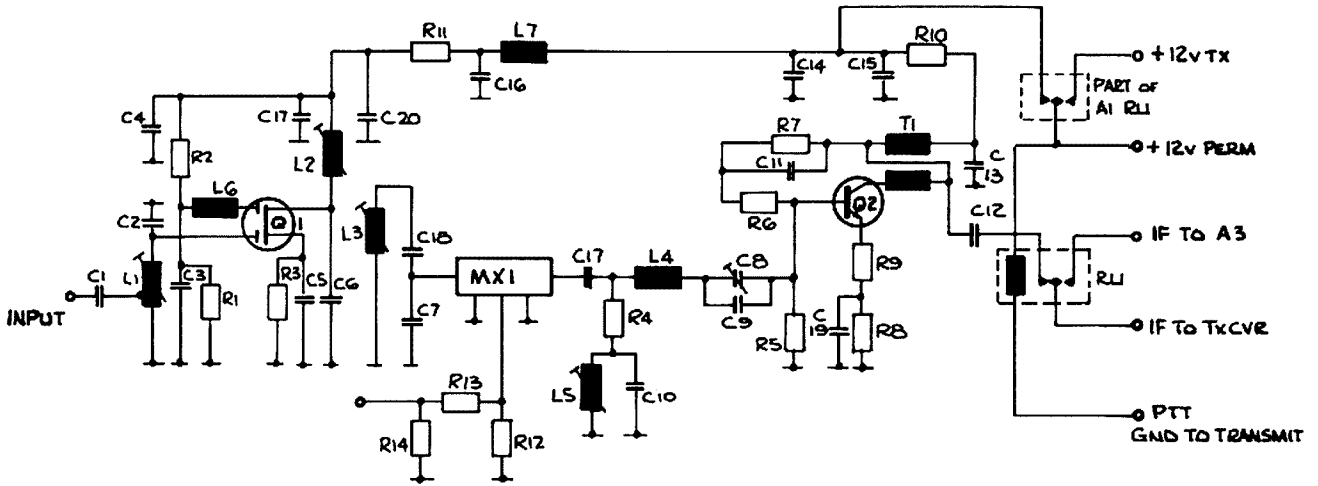 R11
L7
R10
C14
C15
C16
+12V TX
PART OF
A1 RL1
C4
C17
C20
R2
L2
R7
T1
C11
C
13
+12V PERM
L6
Q1
C2
L3
C18
R6
Q2
C12
IF TO A3
C1
L1
C3
R1
R3
C5
C6
MX1
C17
L4
C8
R9
RL1
INPUT
C7
R4
C9
R5
C
19
R8
IF TO TXCVR
R13
L5
C10
R14
R12
PTT
GND TO TRANSMIT